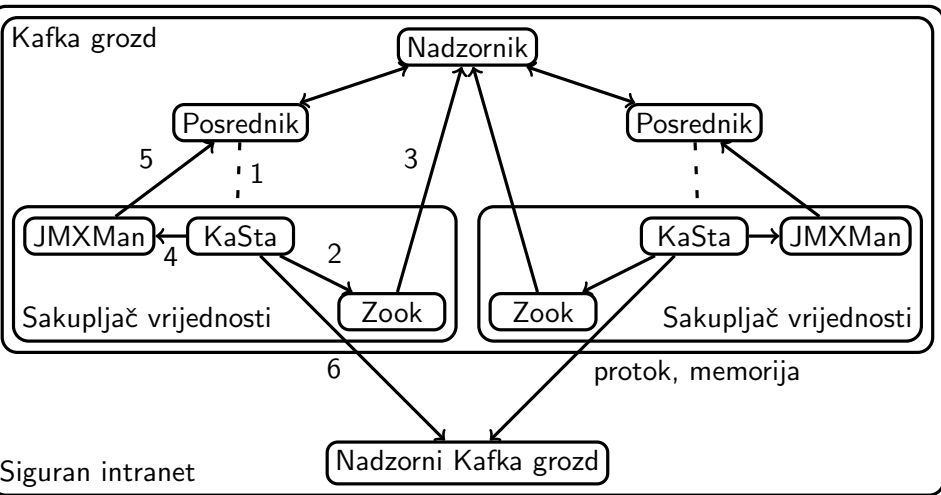 Kafka grozd
Nadzornik
Posrednik
Posrednik
5
1
3
JMXMan
KaSta
KaSta
JMXMan
4
2
Sakupljač vrijednosti
Zook
Zook
Sakupljač vrijednosti
6
protok, memorija
Nadzorni Kafka grozd
Siguran intranet